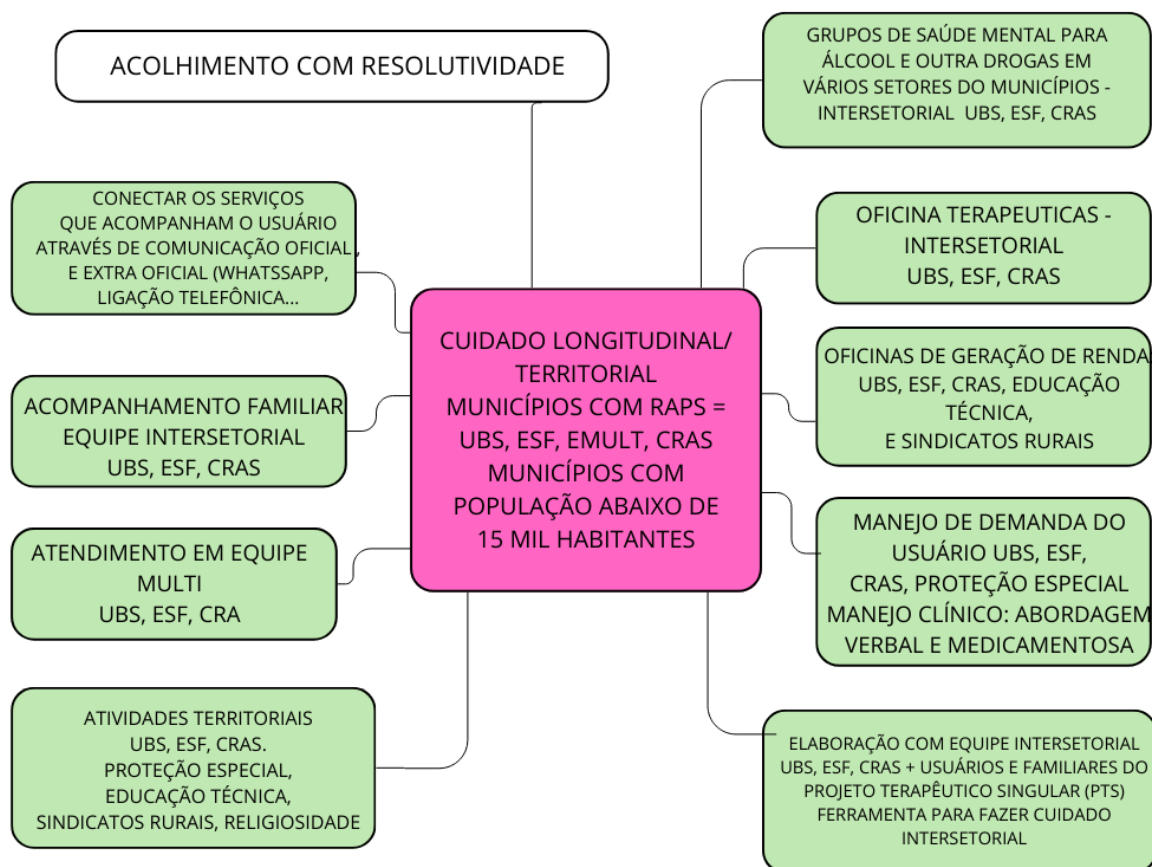 ACOLHIMENTO COM RESOLUTIVIDADE
GRUPOS DE SAÚDE MENTAL PARA
ÁLCOOL E OUTRA DROGAS EM
VÁRIOS SETORES DO MUNICÍPIOS -
INTERSETORIAL UBS, ESF, CRAS
CONECTAR OS SERVIÇOS
QUE ACOMPANHAM O USUÁRIO
ATRAVÉS DE COMUNICAÇÃO OFICIAL ,
E EXTRA OFICIAL (WHATSSAPP,
LIGAÇÃO TELEFÔNICA...
OFICINA TERAPEUTICAS -
INTERSETORIAL
UBS, ESF, CRAS
CUIDADO LONGITUDINAL/
TERRITORIAL
MUNICÍPIOS COM RAPS =
UBS, ESF, EMULT, CRAS
MUNICÍPIOS COM
POPULAÇÃO ABAIXO DE
15 MIL HABITANTES
OFICINAS DE GERAÇÃO DE RENDA:
UBS, ESF, CRAS, EDUCAÇÃO
TÉCNICA,
E SINDICATOS RURAIS
ACOMPANHAMENTO FAMILIAR
EQUIPE INTERSETORIAL
UBS, ESF, CRAS
MANEJO DE DEMANDA DO
USUÁRIO UBS, ESF,
CRAS, PROTEÇÃO ESPECIAL
MANEJO CLÍNICO: ABORDAGEM
VERBAL E MEDICAMENTOSA
ATENDIMENTO EM EQUIPE
MULTI
UBS, ESF, CRA
ATIVIDADES TERRITORIAIS
UBS, ESF, CRAS.
PROTEÇÃO ESPECIAL,
EDUCAÇÃO TÉCNICA,
SINDICATOS RURAIS, RELIGIOSIDADE
ELABORAÇÃO COM EQUIPE INTERSETORIAL
UBS, ESF, CRAS + USUÁRIOS E FAMILIARES DO
PROJETO TERAPÊUTICO SINGULAR (PTS)
FERRAMENTA PARA FAZER CUIDADO
INTERSETORIAL